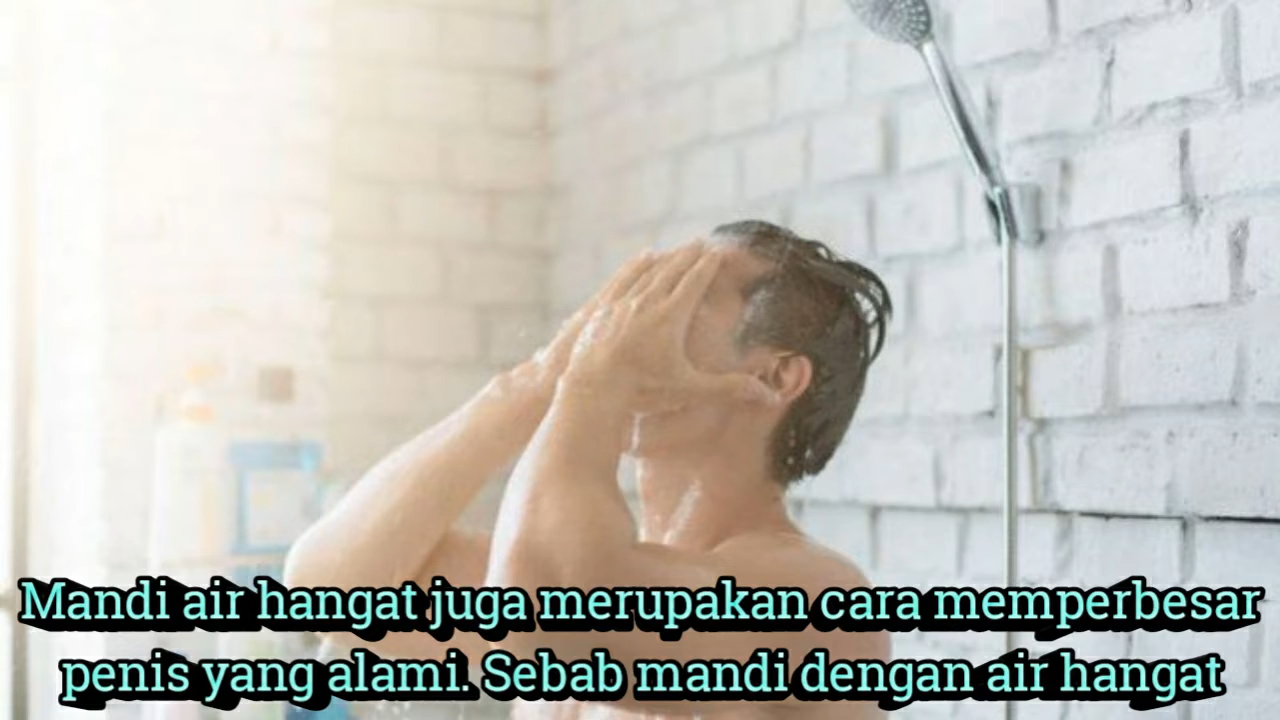 Mandi air hangat juga merupakan cara memperbesar
penis yang alami. Sebab mandi dengan air hangat